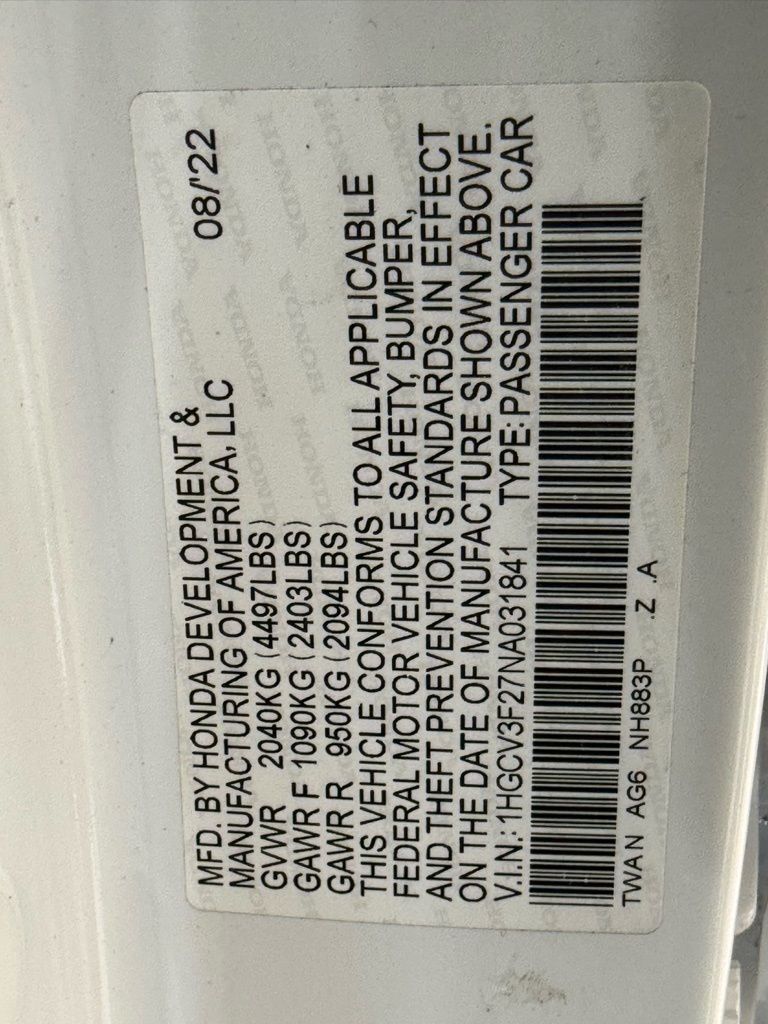 MFD. BY HONDA DEVELOPMENT & 08/'22
MANUFACTURING OF AMERICA, LLC
GVWR 2040KG (4497LBS)
GAWR F 1090KG (2403LBS)
GAWR R 950KG (2094LBS)
THIS VEHICLE CONFORMS TO ALL APPLICABLE
FEDERAL MOTOR VEHICLE SAFETY, BUMPER,
AND THEFT PREVENTION STANDARDS IN EFFECT
ON THE DATE OF MANUFACTURE SHOWN ABOVE.
V.I.N.: 1HGCV3F27NA031841 TYPE: PASSENGER CAR
TWAN AG6 NH883P .Z .A